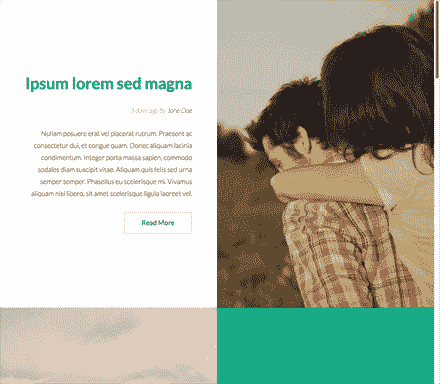 Ipsum lorem sed magna
3 days ago by Jane Doe
Nullam posuere erat vel placerat rutrum. Praesent ac
consectetur dui, et congue quam. Donec aliquam lacinia
condimentum. Integer porta massa sapien, commodo
sodales diam suscipit vitae. Aliquam quis felis sed urna
semper semper. Phasellus eu scelerisque mi. Vivamus
aliquam nisl libero, sit amet scelerisque ligula laoreet vel.
Read More